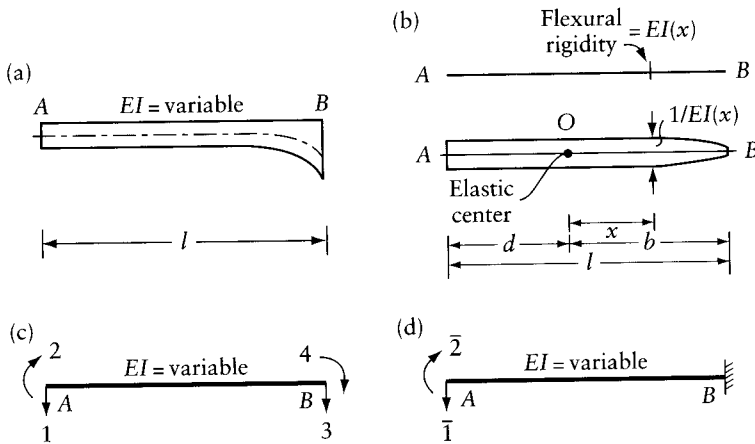 (a)
A
EI = variable
B
l
(b)
Flexural
rigidity
= EI(x)
A
B
1/EI(x)
O
A
B
Elastic
center
x
d
b
l
(c)
2
EI = variable
4
A
B
1
3
(d)
2̅
EI = variable
A
B
1̅